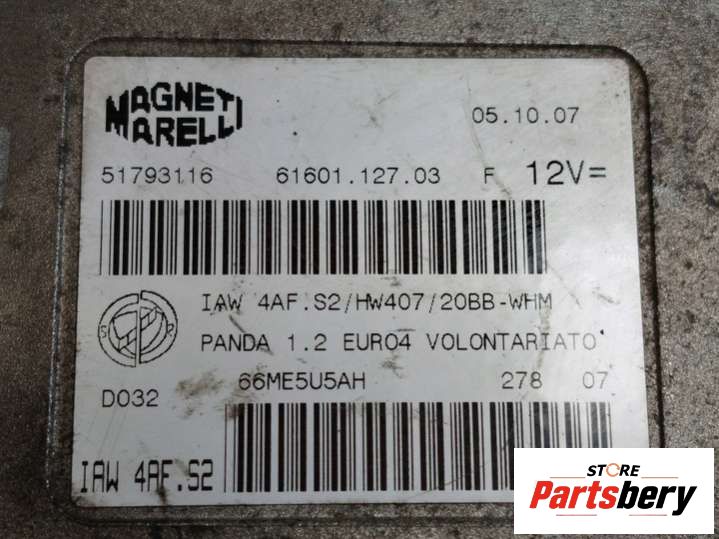 MAGNETI
MARELLI
05.10.07
51793116 61601.127.03 F 12V=
IAW 4AF.S2/HW407/20BB-WHM
S R
PANDA 1.2 EURO4 VOLONTARIATO
D032 66ME5U5AH 278 07
IAW 4AF.S2
STORE
Partsbery